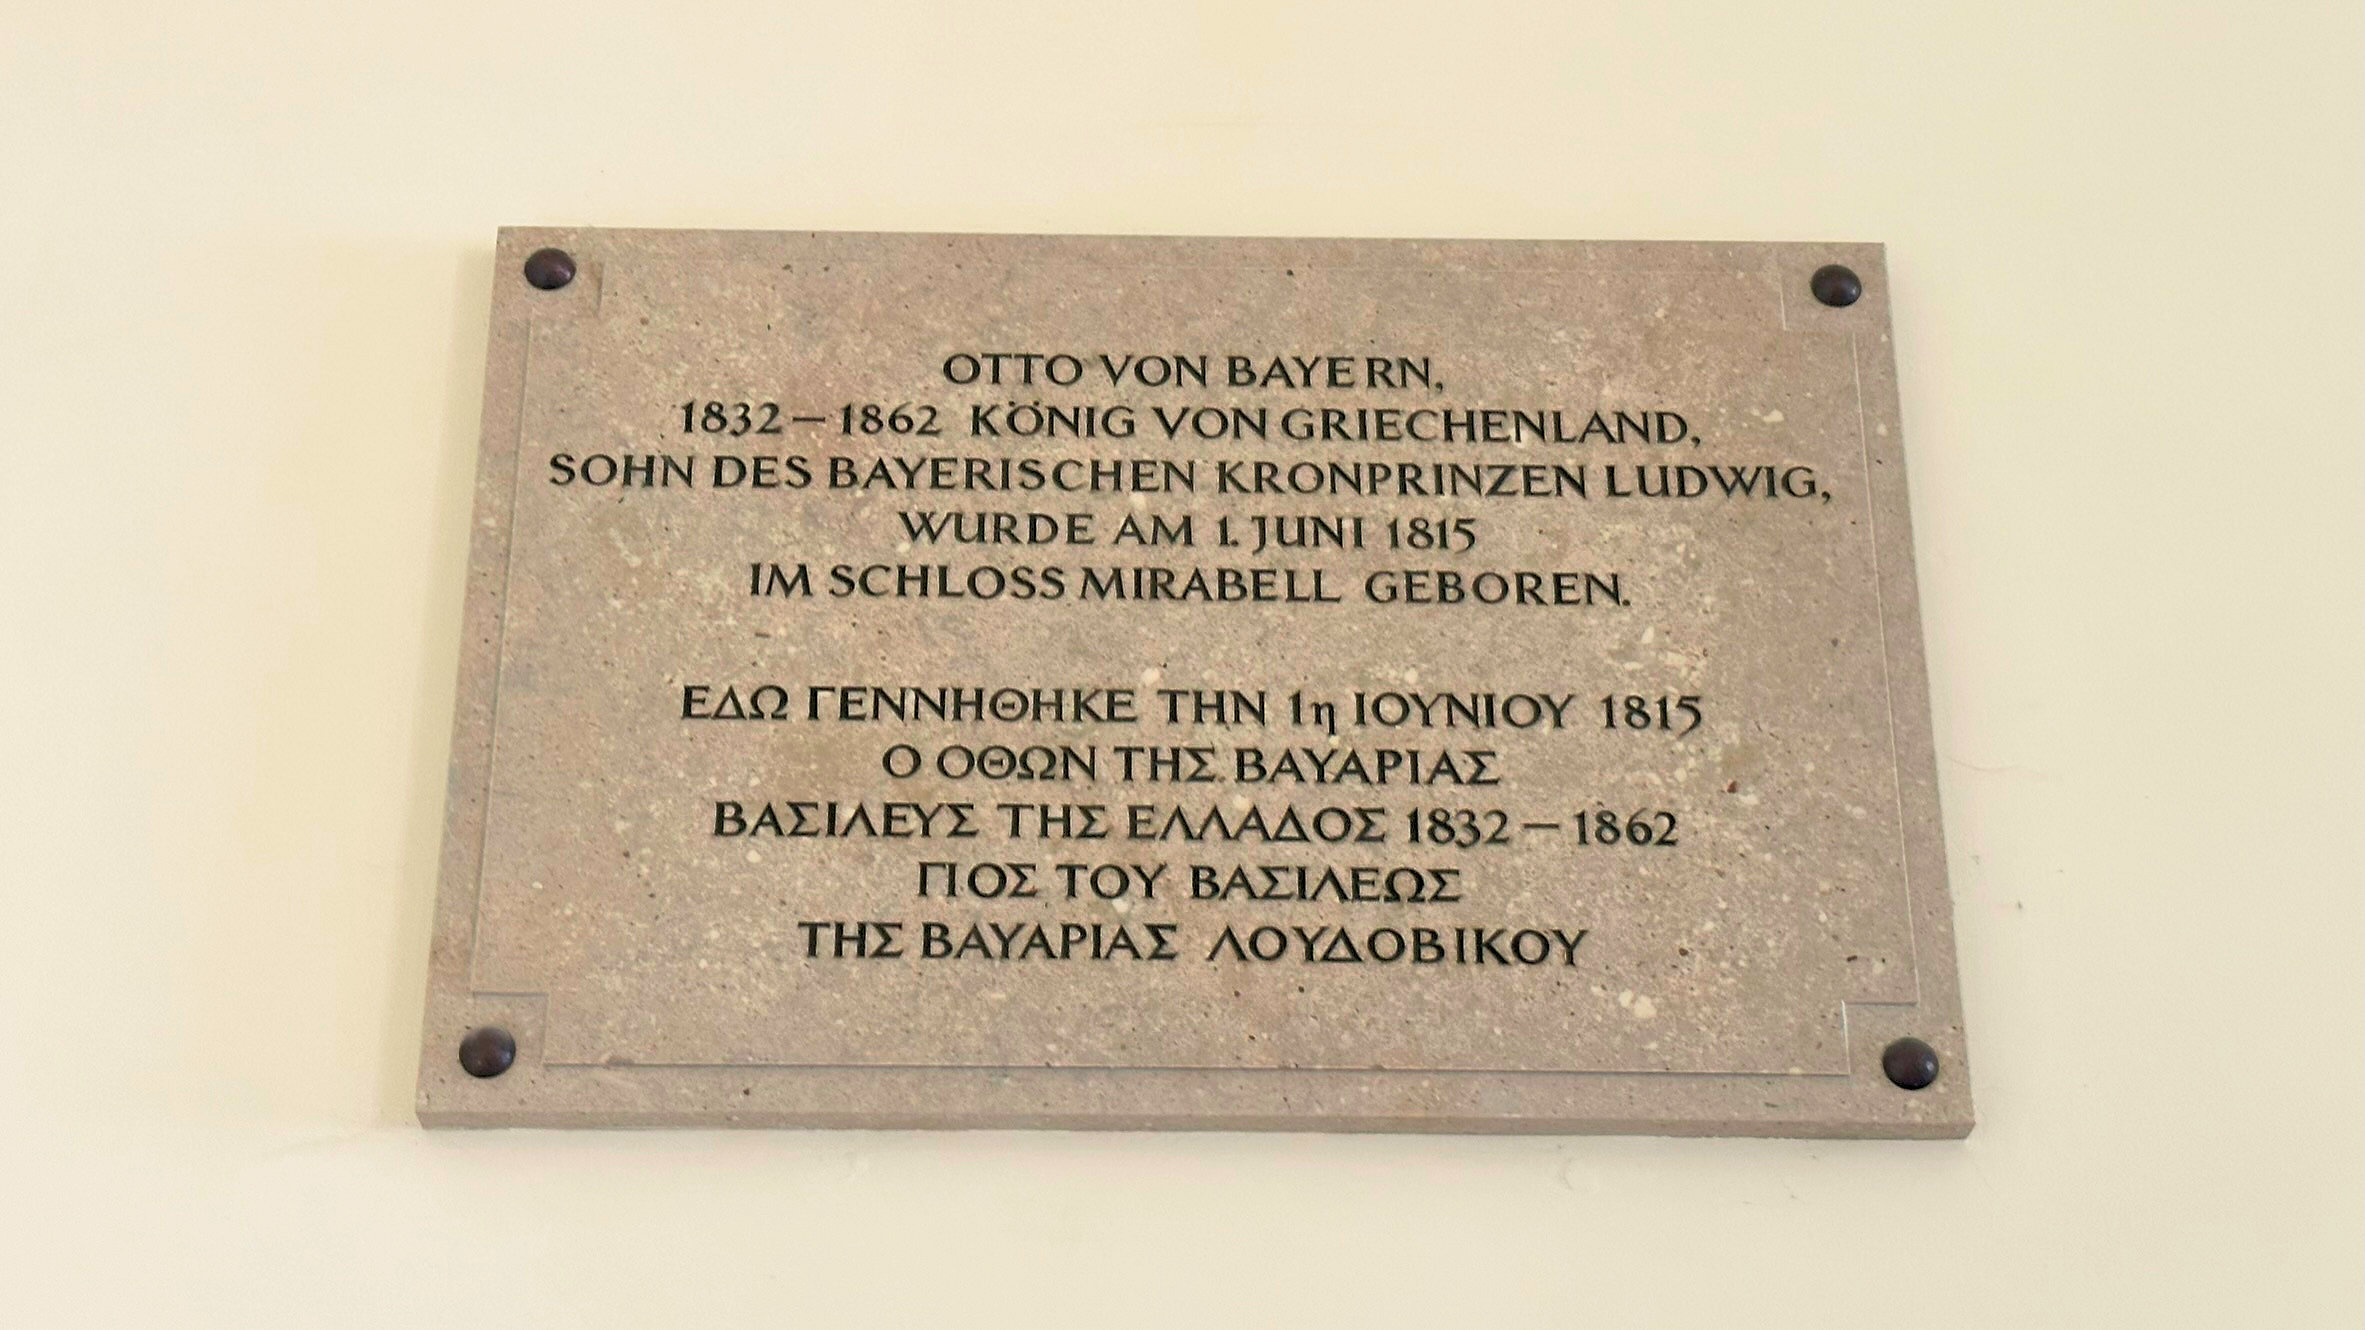 OTTO VON BAYERN,
1832 – 1862 KÖNIG VON GRIECHENLAND,
SOHN DES BAYERISCHEN KRONPRINZEN LUDWIG,
WURDE AM 1. JUNI 1815
IM SCHLOSS MIRABELL GEBOREN.
ΕΔΩ ΓΕΝΝΗΘΗΚΕ ΤΗΝ 1η ΙΟΥΝΙΟΥ 1815
Ο ΟΘΩΝ ΤΗΣ ΒΑΥΑΡΙΑΣ
ΒΑΣΙΛΕΥΣ ΤΗΣ ΕΛΛΑΔΟΣ 1832 – 1862
ΓΙΟΣ ΤΟΥ ΒΑΣΙΛΕΩΣ
ΤΗΣ ΒΑΥΑΡΙΑΣ ΛΟΥΔΟΒΙΚΟΥ